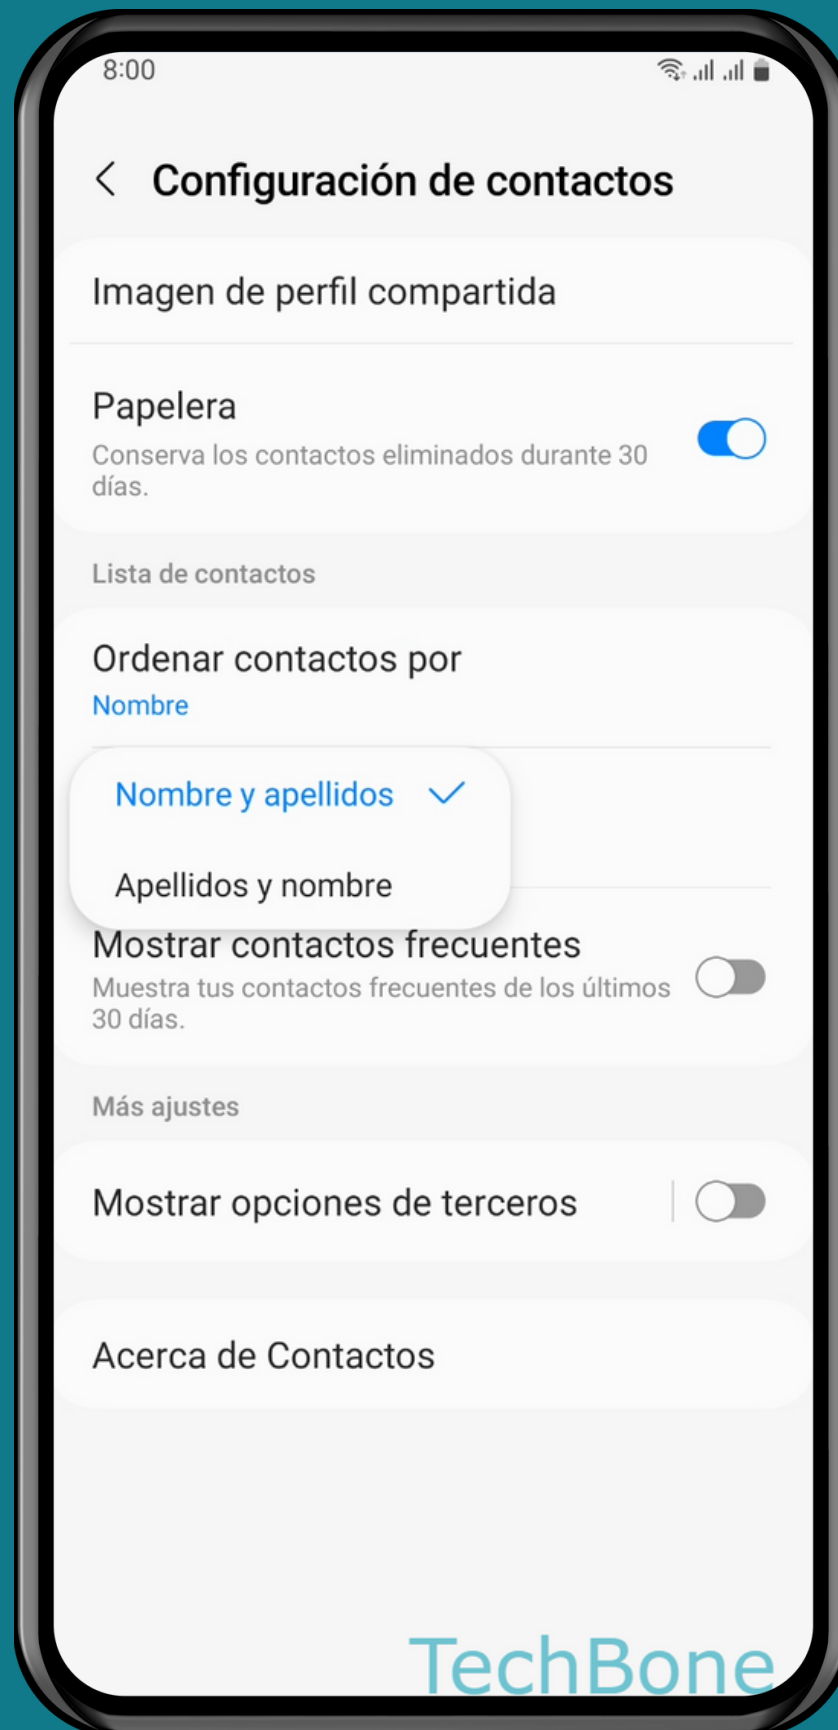 8:00
Configuración de contactos
Imagen de perfil compartida
Papelera
Conserva los contactos eliminados durante 30
días.
Lista de contactos
Ordenar contactos por
Nombre
Nombre y apellidos
Apellidos y nombre
Mostrar contactos frecuentes
Muestra tus contactos frecuentes de los últimos
30 días.
Más ajustes
Mostrar opciones de terceros
Acerca de Contactos
TechBone